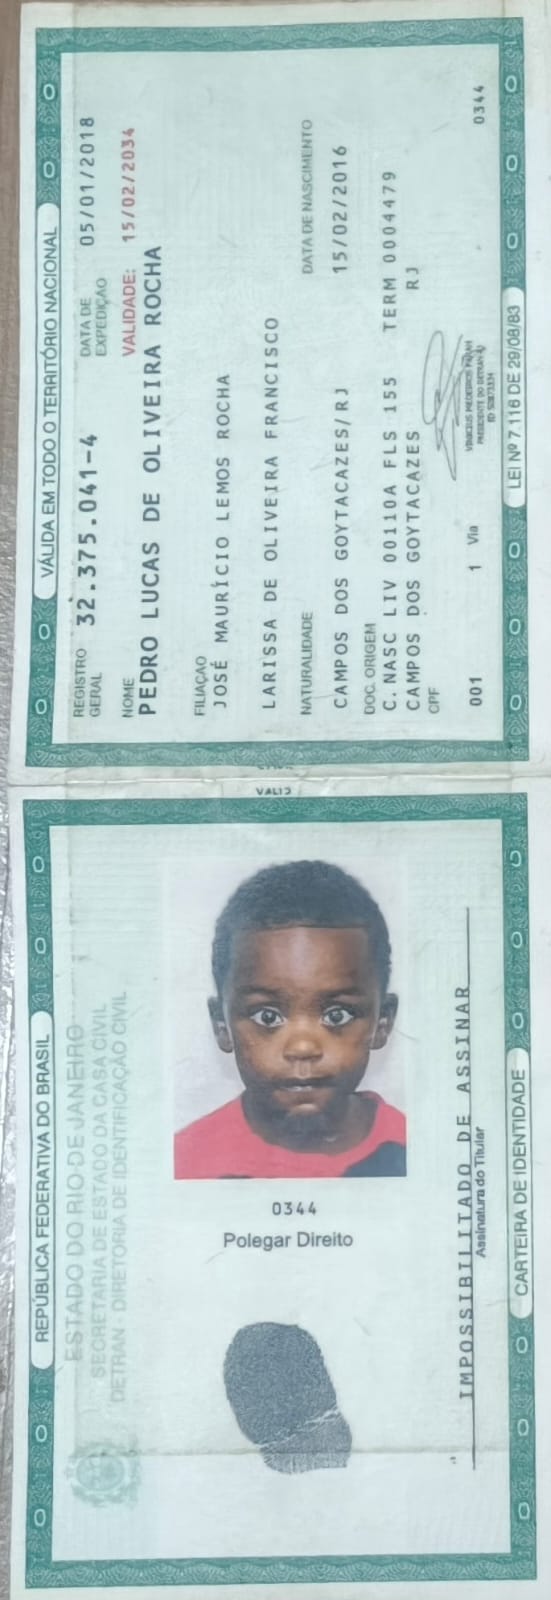 VÁLIDA EM TODO O TERRITÓRIO NACIONAL
REGISTRO GERAL 32.375.041-4 DATA DE EXPEDIÇÃO 05/01/2018
VALIDADE: 15/02/2034
NOME
PEDRO LUCAS DE OLIVEIRA ROCHA
FILIAÇÃO
JOSÉ MAURÍCIO LEMOS ROCHA
LARISSA DE OLIVEIRA FRANCISCO
NATURALIDADE DATA DE NASCIMENTO
CAMPOS DOS GOYTACAZES/RJ 15/02/2016
DOC. ORIGEM
C.NASC LIV 00110A FLS 155 TERM 0004479
CAMPOS DOS GOYTACAZES RJ
CPF
001 1 Via 0344
PRESIDENTE DO DETRAN-RJ
LEI Nº 7.116 DE 29/08/83
VALID
REPÚBLICA FEDERATIVA DO BRASIL
ESTADO DO RIO DE JANEIRO
SECRETARIA DE ESTADO DA CASA CIVIL
DETRAN - DIRETORIA DE IDENTIFICAÇÃO CIVIL
0344
Polegar Direito
IMPOSSIBILITADO DE ASSINAR
Assinatura do Titular
CARTEIRA DE IDENTIDADE